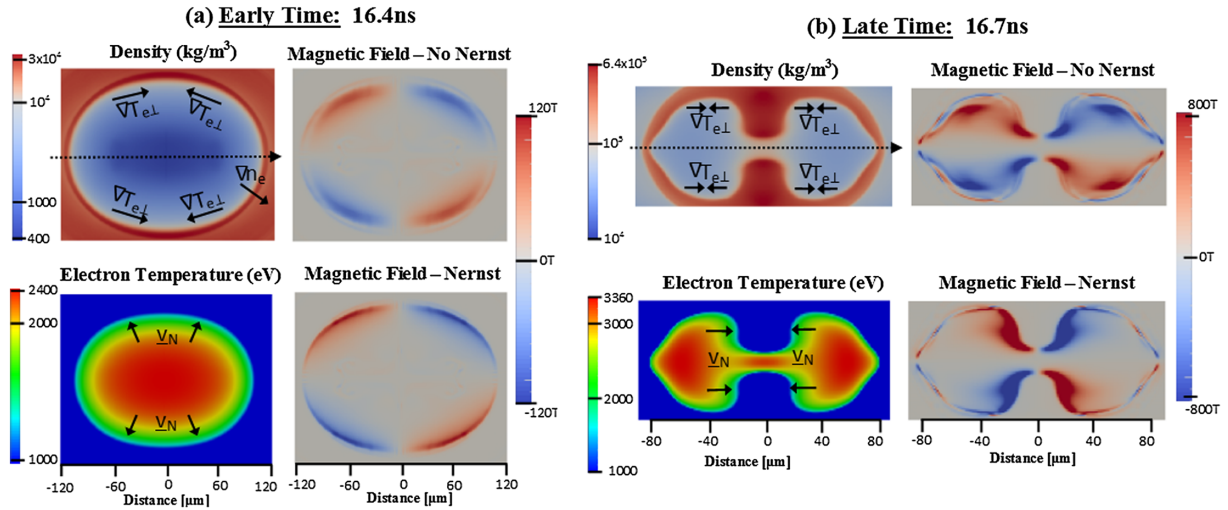 (a) Early Time: 16.4ns
Density (kg/m³)
Magnetic Field – No Nernst
3x10⁴
10⁴
1000
400
∇Te⊥
∇Te⊥
∇ne
∇Te⊥
∇Te⊥
120T
0T
-120T
Electron Temperature (eV)
Magnetic Field – Nernst
2400
2000
1000
vN
vN
-120
-60
0
60
120
Distance [μm]
-120
-60
0
60
110
Distance [μm]
(b) Late Time: 16.7ns
Density (kg/m³)
Magnetic Field – No Nernst
6.4x10⁵
10⁵
10⁴
∇Te⊥
∇Te⊥
∇Te⊥
∇Te⊥
800T
0T
-800T
Electron Temperature (eV)
Magnetic Field – Nernst
3360
3000
2000
1000
vN
vN
-80
-40
0
40
80
Distance [μm]
-80
-40
0
40
80
Distance [μm]